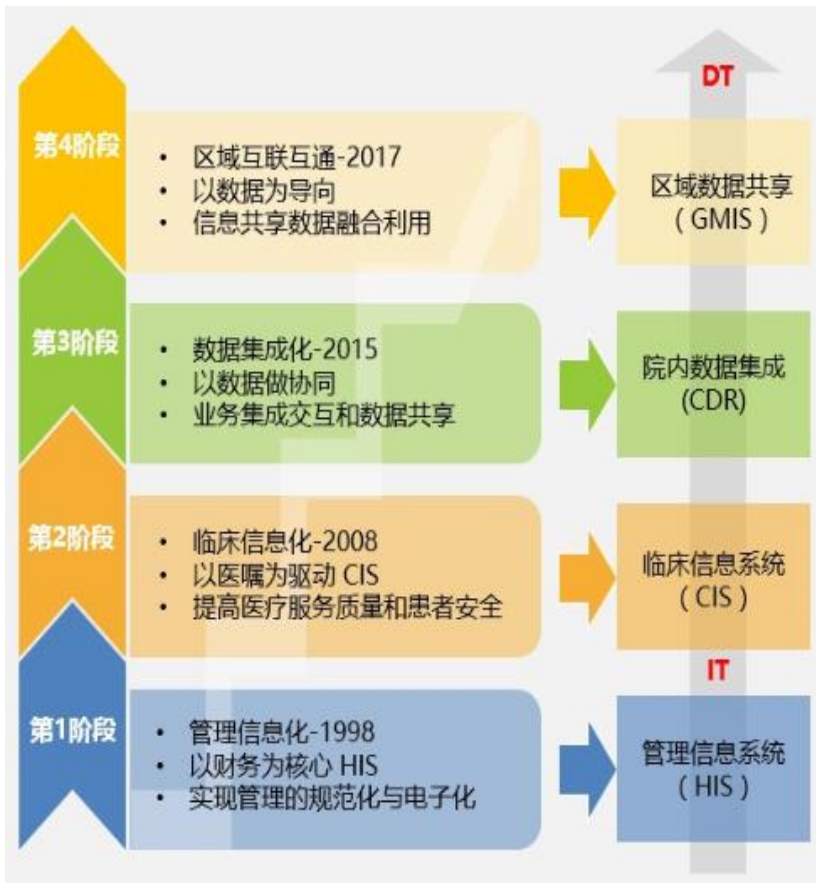 DT
第4阶段
• 区域互联互通-2017
• 以数据为导向
• 信息共享数据融合利用
区域数据共享
（GMIS）
第3阶段
• 数据集成化-2015
• 以数据做协同
• 业务集成交互和数据共享
院内数据集成
(CDR)
第2阶段
• 临床信息化-2008
• 以医嘱为驱动 CIS
• 提高医疗服务质量和患者安全
临床信息系统
（CIS）
IT
第1阶段
• 管理信息化-1998
• 以财务为核心 HIS
• 实现管理的规范化与电子化
管理信息系统
（HIS）